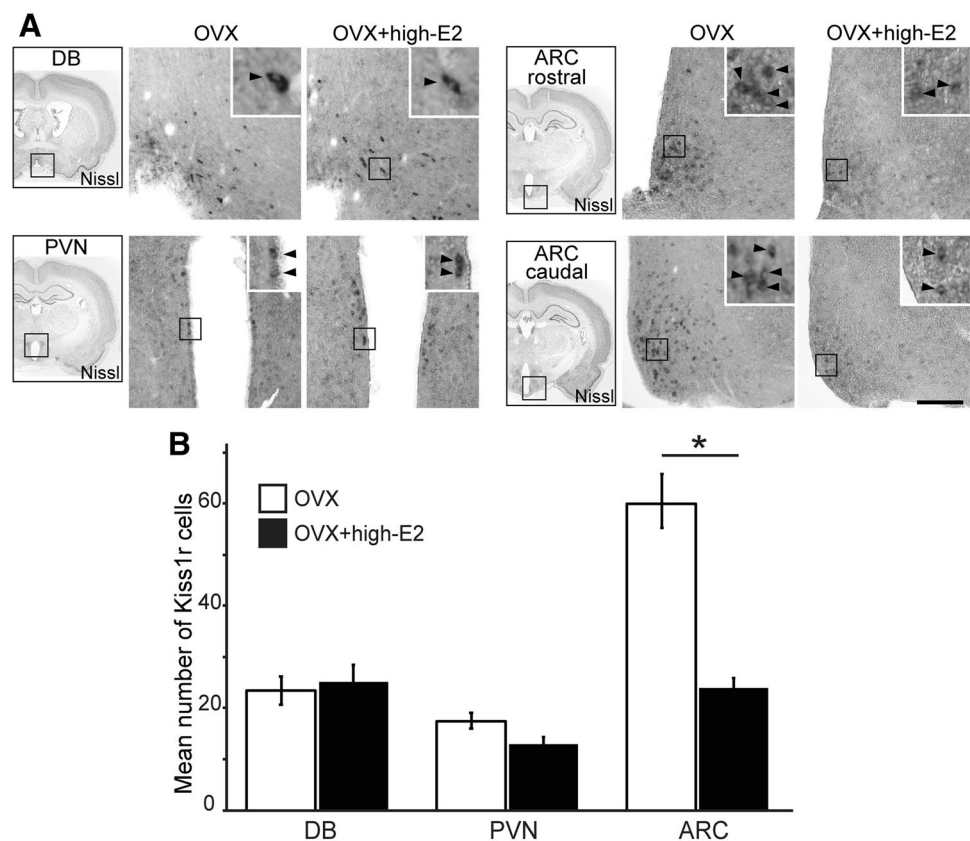 A
DB
Nissl
OVX
OVX+high-E2
ARC
rostral
Nissl
OVX
OVX+high-E2
PVN
Nissl
ARC
caudal
Nissl
B
*
OVX
OVX+high-E2
Mean number of Kiss1r cells
60
40
20
0
DB
PVN
ARC